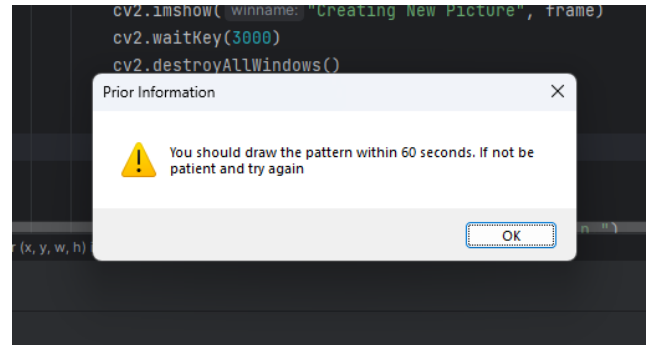 cv2.imshow( winname: "Creating New Picture", frame)
cv2.waitKey(3000)
cv2.destroyAllWindows()
Prior Information
You should draw the pattern within 60 seconds. If not be
patient and try again
OK
n ")
r (x, y, w, h) i